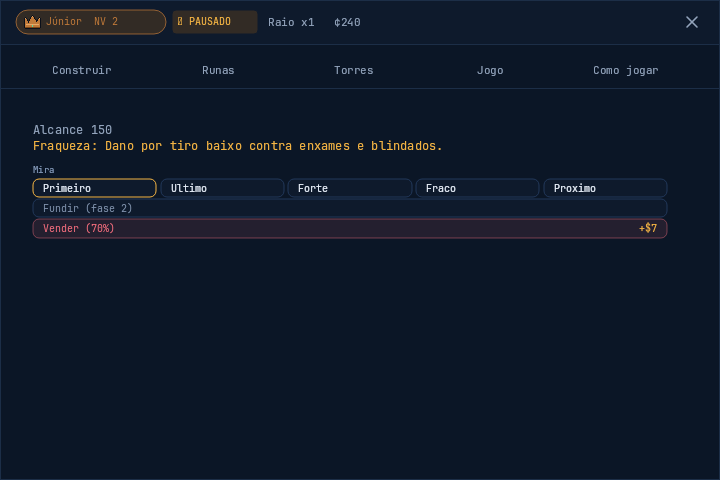 Júnior NV 2 PAUSADO Raio x1 ₵240
Construir Runas Torres Jogo Como jogar
Alcance 150
Fraqueza: Dano por tiro baixo contra enxames e blindados.
Mira
Primeiro Ultimo Forte Fraco Proximo
Fundir (fase 2)
Vender (70%) +$7